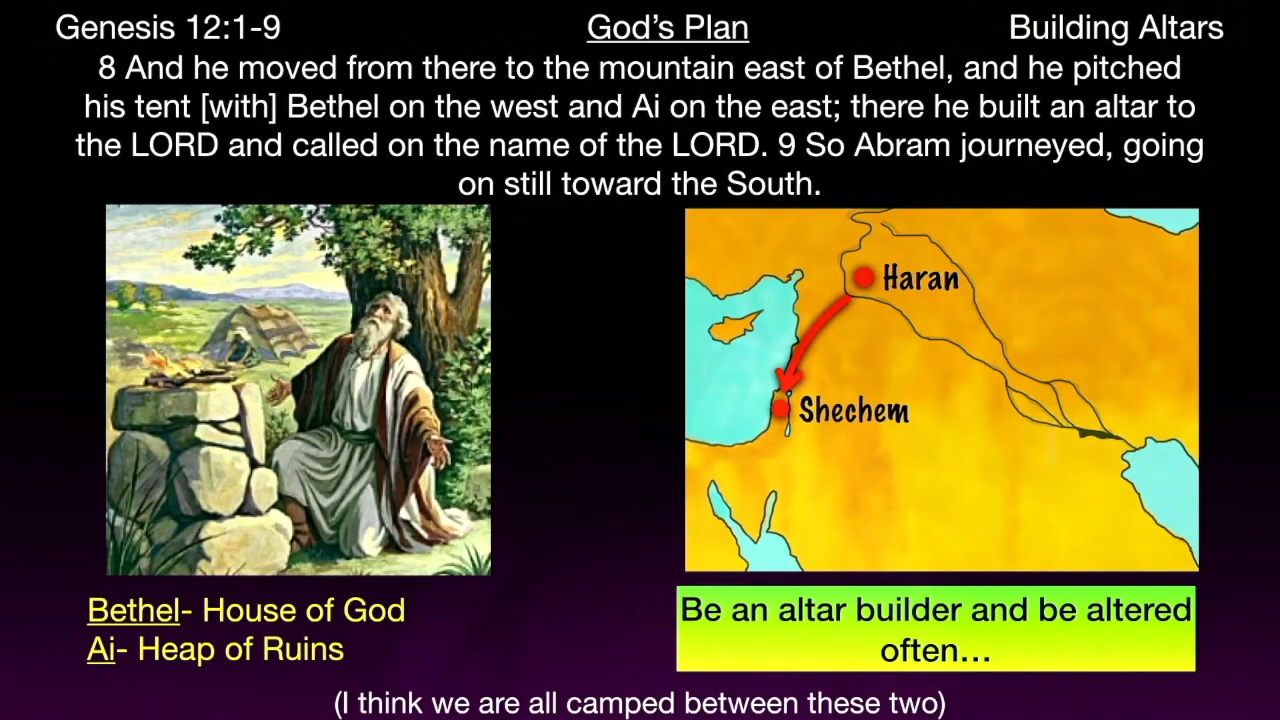 Genesis 12:1-9 God's Plan Building Altars
8 And he moved from there to the mountain east of Bethel, and he pitched
his tent [with] Bethel on the west and Ai on the east; there he built an altar to
the LORD and called on the name of the LORD. 9 So Abram journeyed, going
on still toward the South.
Haran
Shechem
Bethel- House of God
Ai- Heap of Ruins
Be an altar builder and be altered
often…
(I think we are all camped between these two)